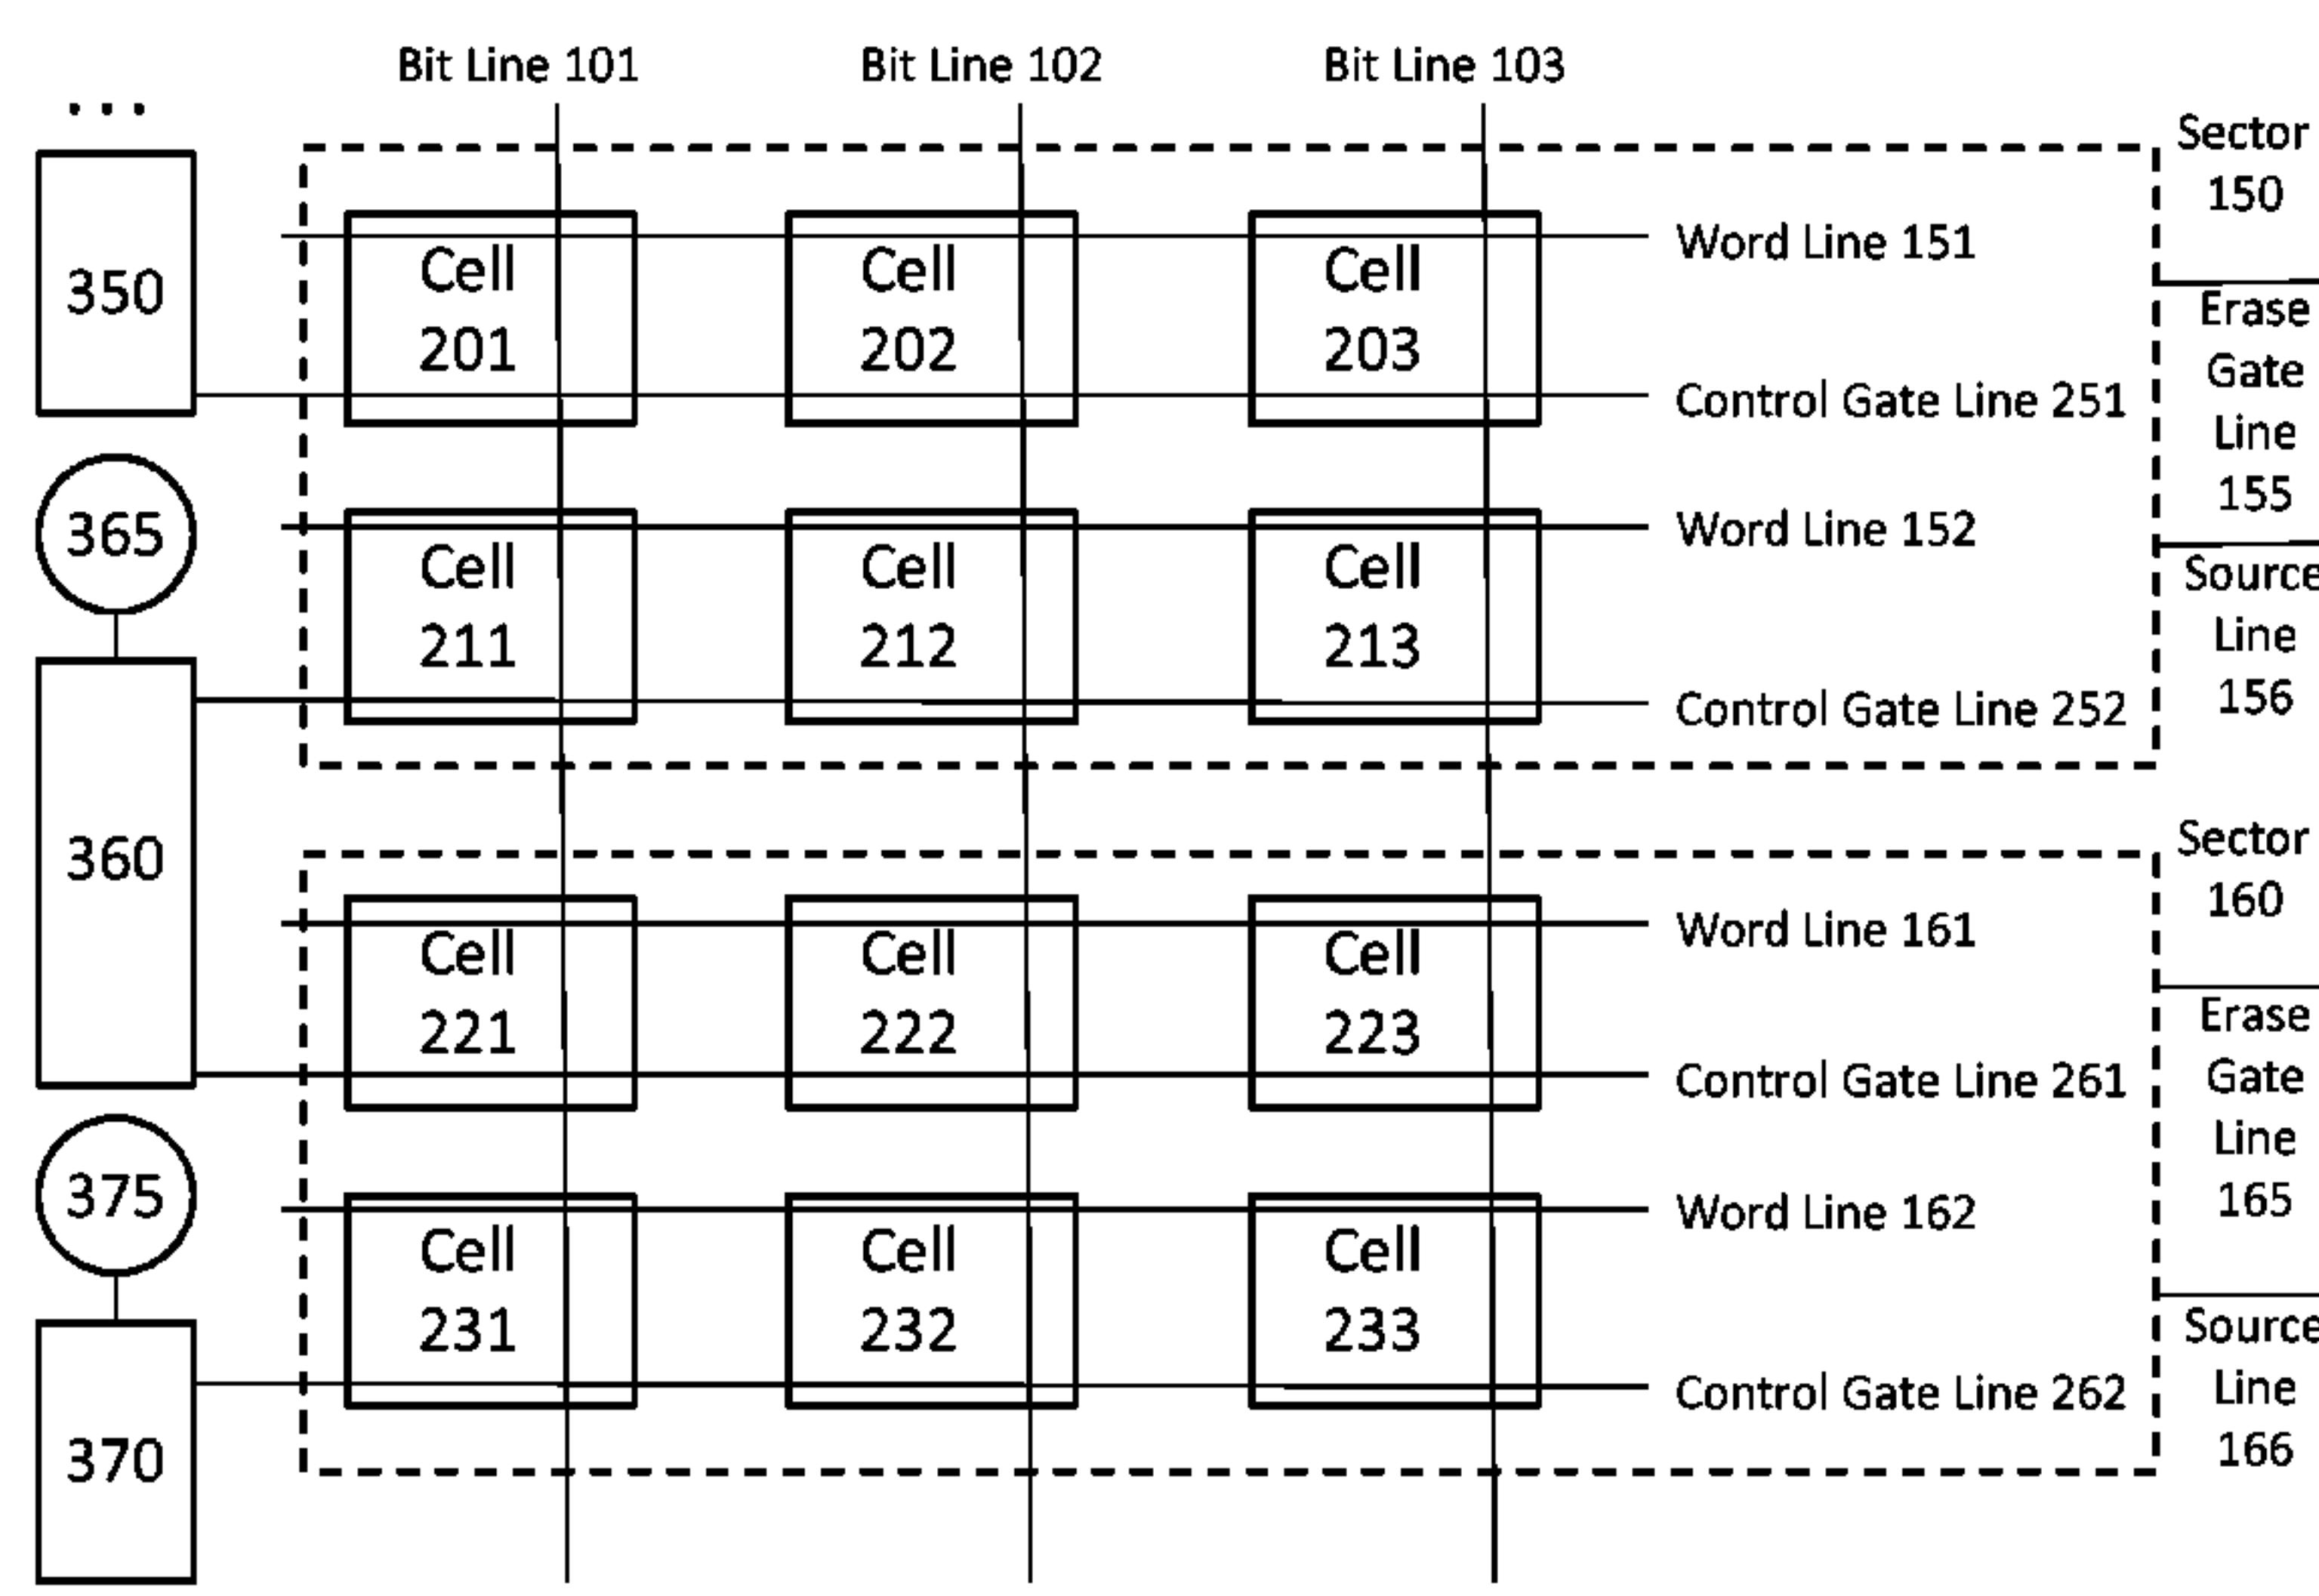 Bit Line 101
Bit Line 102
Bit Line 103
...
350
365
360
375
370
Cell
201
Cell
202
Cell
203
Word Line 151
Control Gate Line 251
Cell
211
Cell
212
Cell
213
Word Line 152
Control Gate Line 252
Sector
150
Erase
Gate
Line
155
Source
Line
156
Cell
221
Cell
222
Cell
223
Word Line 161
Control Gate Line 261
Cell
231
Cell
232
Cell
233
Word Line 162
Control Gate Line 262
Sector
160
Erase
Gate
Line
165
Source
Line
166